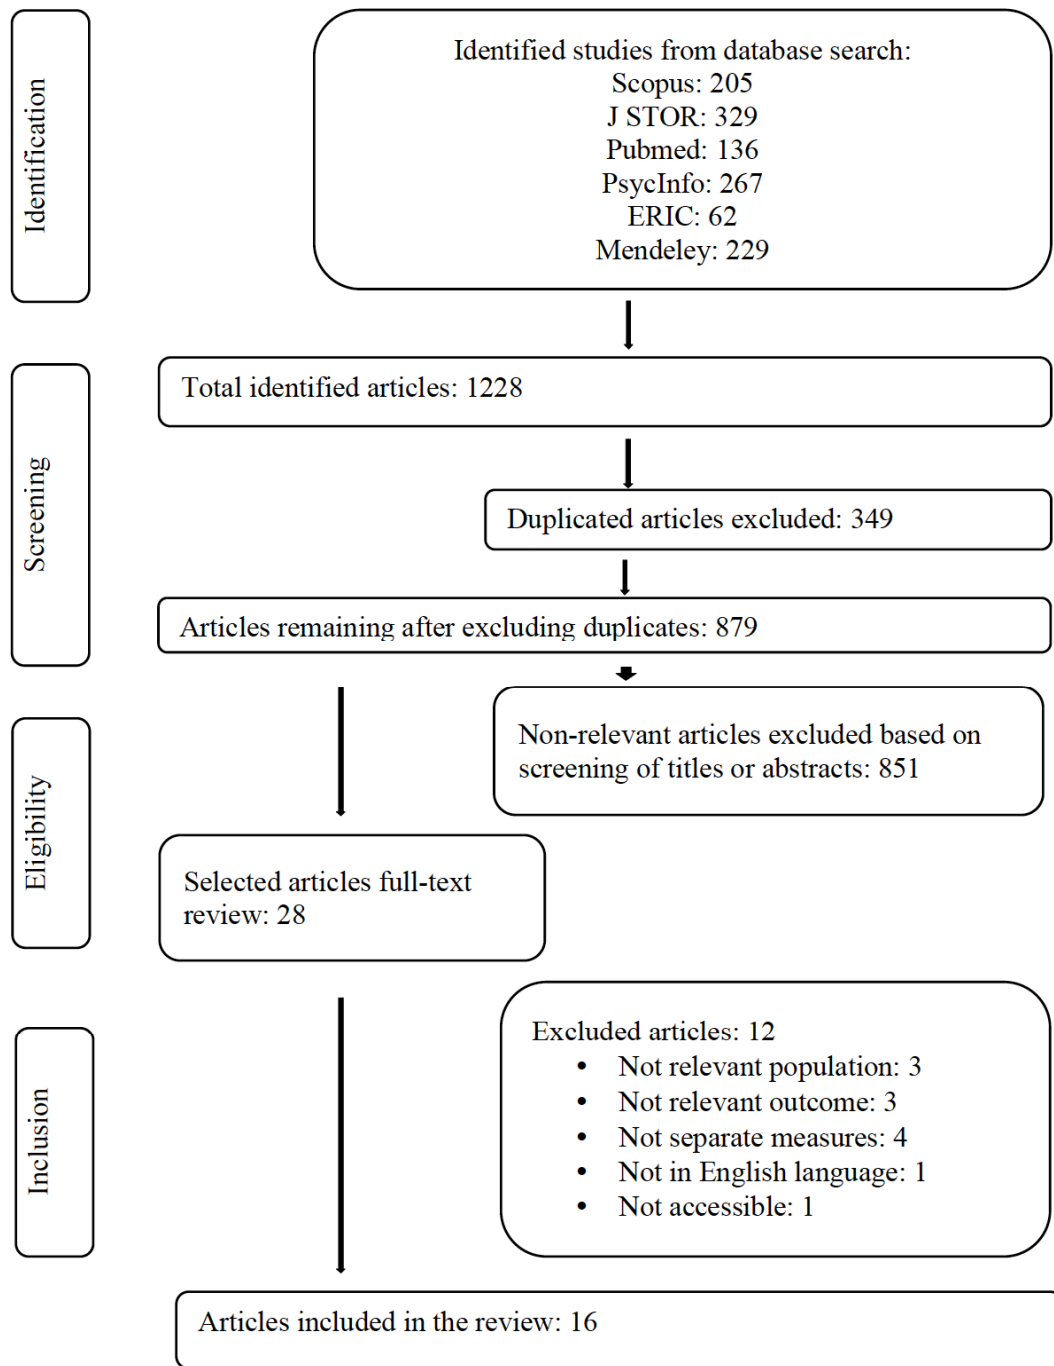 Identification
Identified studies from database search:
Scopus: 205
J STOR: 329
Pubmed: 136
PsycInfo: 267
ERIC: 62
Mendeley: 229
Screening
Total identified articles: 1228
Duplicated articles excluded: 349
Articles remaining after excluding duplicates: 879
Eligibility
Non-relevant articles excluded based on
screening of titles or abstracts: 851
Selected articles full-text
review: 28
Inclusion
Excluded articles: 12
• Not relevant population: 3
• Not relevant outcome: 3
• Not separate measures: 4
• Not in English language: 1
• Not accessible: 1
Articles included in the review: 16